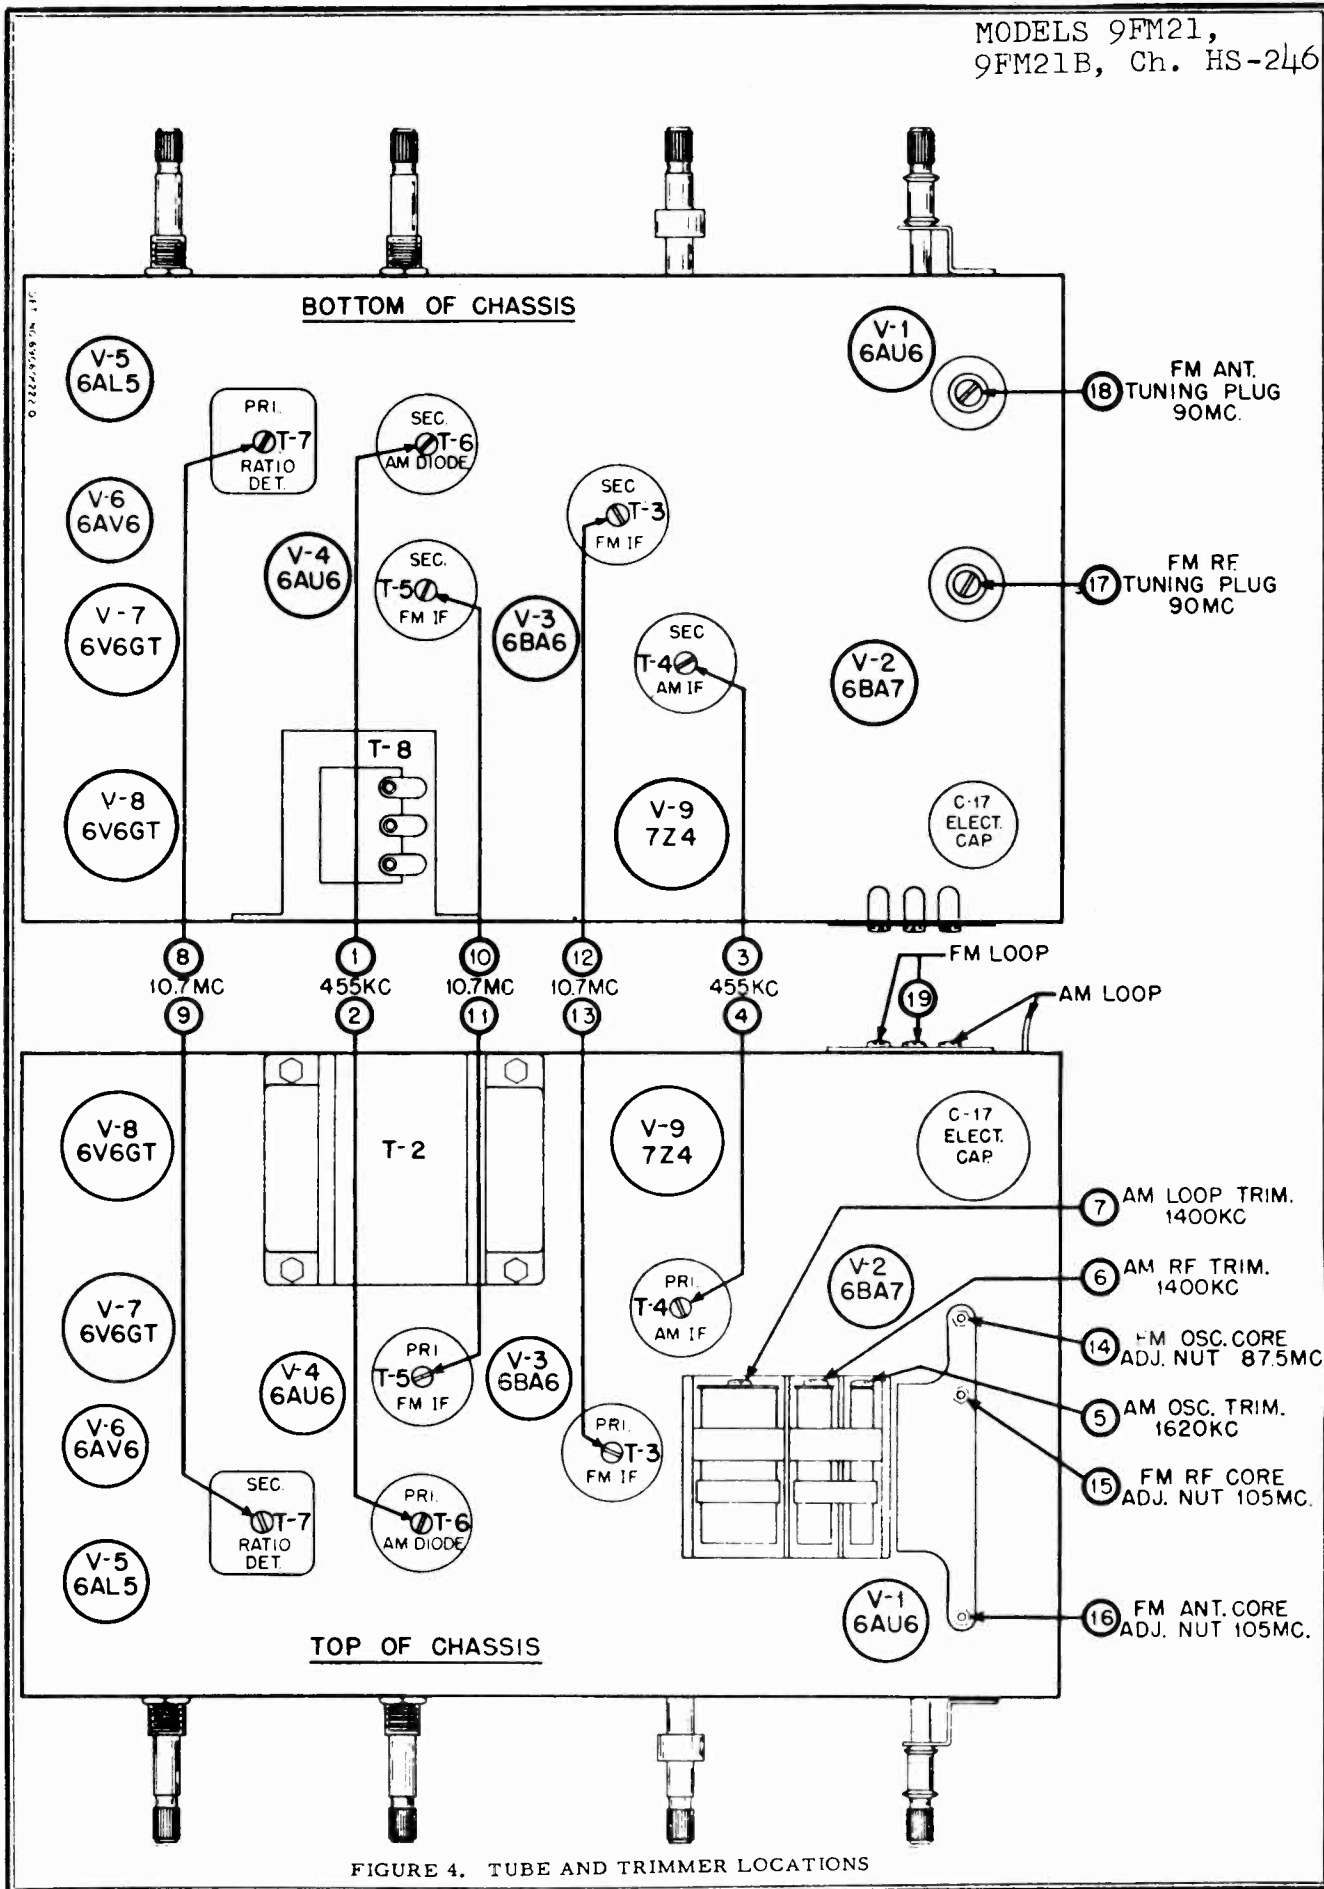 MODELS 9FM21,
9FM21B, Ch. HS-246
BOTTOM OF CHASSIS
V-5
6AL5
V-6
6AV6
V-7
6V6GT
V-8
6V6GT
PRI.
T-7
RATIO
DET.
SEC.
T-6
AM DIODE
V-4
6AU6
SEC.
T-5
FM IF
V-3
6BA6
SEC
T-3
FM IF
SEC
T-4
AM IF
V-1
6AU6
V-2
6BA7
T-8
V-9
7Z4
C-17
ELECT.
CAP.
18
FM ANT.
TUNING PLUG
90MC.
17
FM RF
TUNING PLUG
90MC
8
10.7MC
9
1
455KC
2
10
10.7MC
11
12
10.7MC
13
3
455KC
4
FM LOOP
19
AM LOOP
V-8
6V6GT
T-2
V-9
7Z4
C-17
ELECT.
CAP.
V-7
6V6GT
V-6
6AV6
V-5
6AL5
V-4
6AU6
PRI
T-5
FM IF
V-3
6BA6
PRI.
T-4
AM IF
V-2
6BA7
PRI.
T-3
FM IF
SEC.
T-7
RATIO
DET.
PRI.
T-6
AM DIODE
V-1
6AU6
7
AM LOOP TRIM.
1400KC
6
AM RF TRIM.
1400KC
14
FM OSC. CORE
ADJ. NUT 87.5MC
5
AM OSC. TRIM.
1620KC
15
FM RF CORE
ADJ. NUT 105MC.
16
FM ANT. CORE
ADJ. NUT 105MC.
TOP OF CHASSIS
FIGURE 4. TUBE AND TRIMMER LOCATIONS